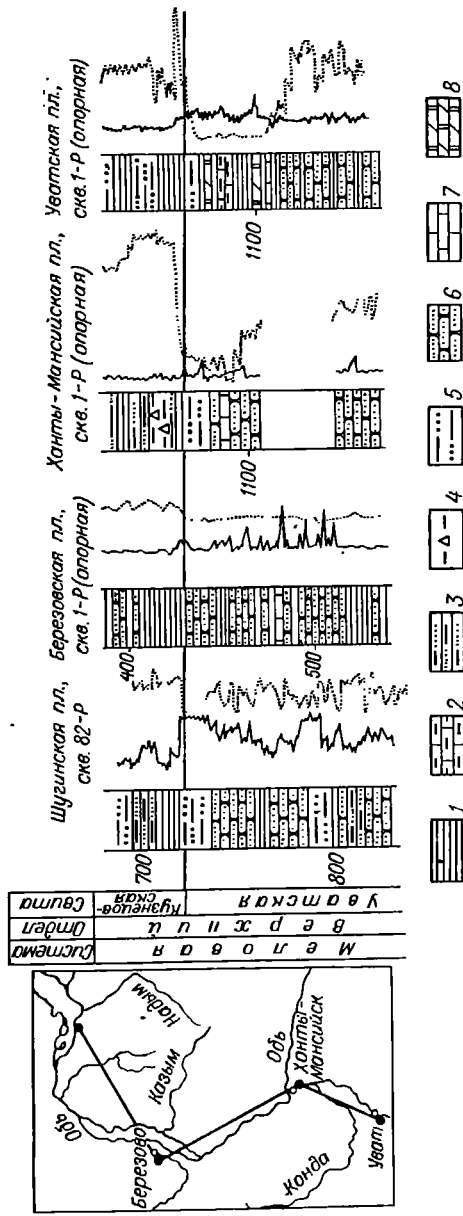 Шугинская пл.,
скв. 82-Р
Березовская пл.,
скв. 1-Р (опорная)
Ханты-Мансийская пл.,
скв. 1-Р (опорная)
Уватская пл.,
скв. 1-Р (опорная)
Система
Меловая
Отдел
Верхний
Свита
Кузнецов-
ская
Уватская
700
800
400
500
1100
1100
Обь
Надым
Казым
Березово
Обь
Ханты-
Мансийск
Конда
Уват
1
2
3
4
5
6
7
8